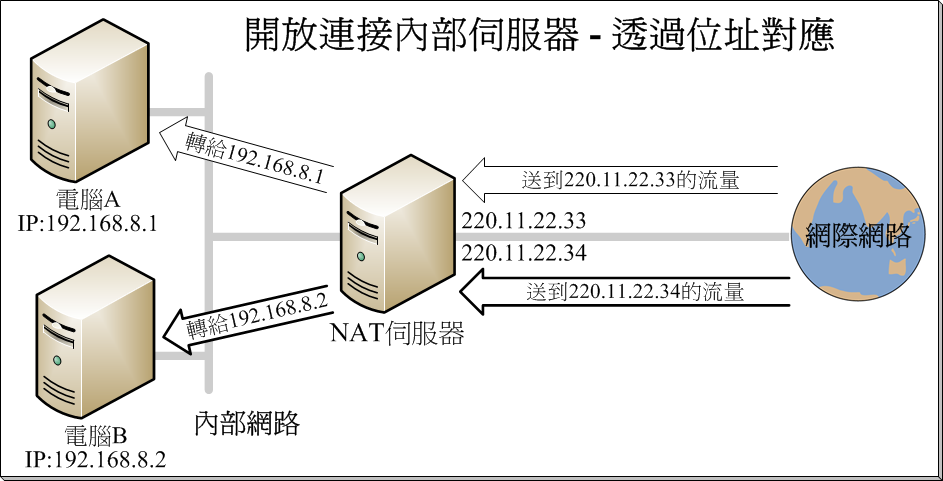 開放連接內部伺服器 - 透過位址對應
轉給192.168.8.1
送到220.11.22.33的流量
電腦A
IP:192.168.8.1
220.11.22.33
220.11.22.34
網際網路
送到220.11.22.34的流量
轉給192.168.8.2
NAT伺服器
內部網路
電腦B
IP:192.168.8.2